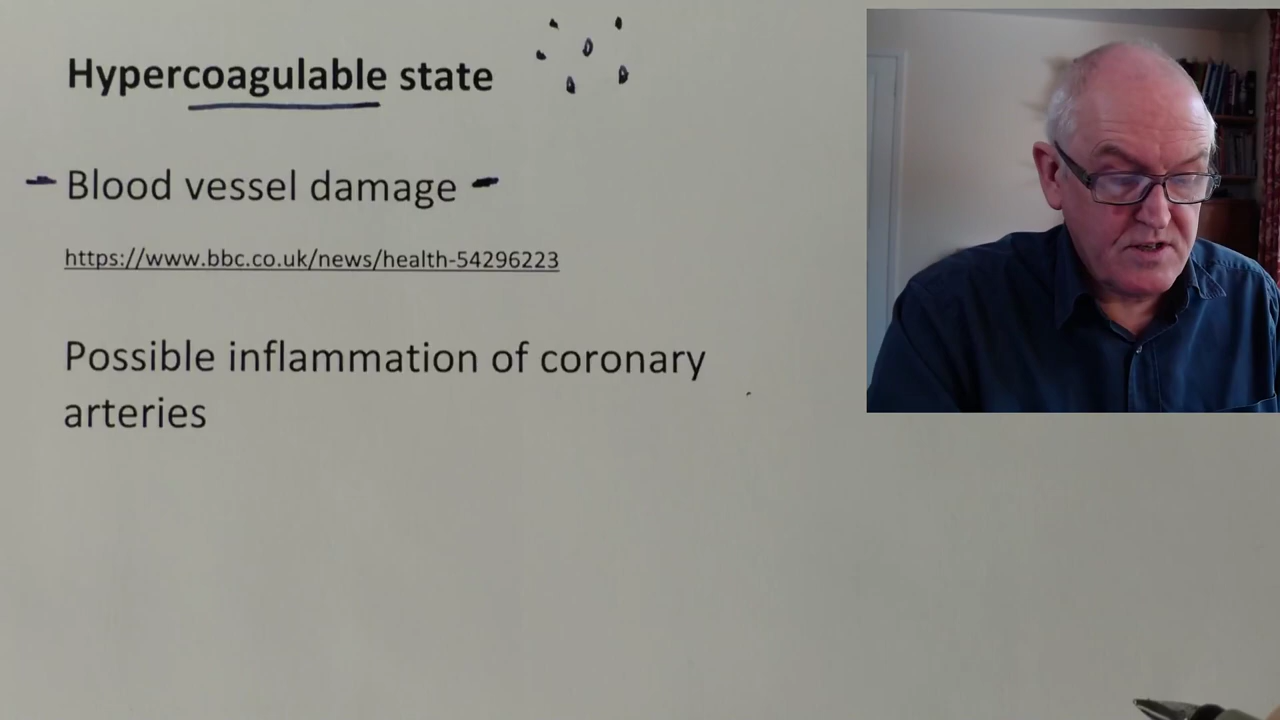 Hypercoagulable state
Blood vessel damage
https://www.bbc.co.uk/news/health-54296223
Possible inflammation of coronary
arteries